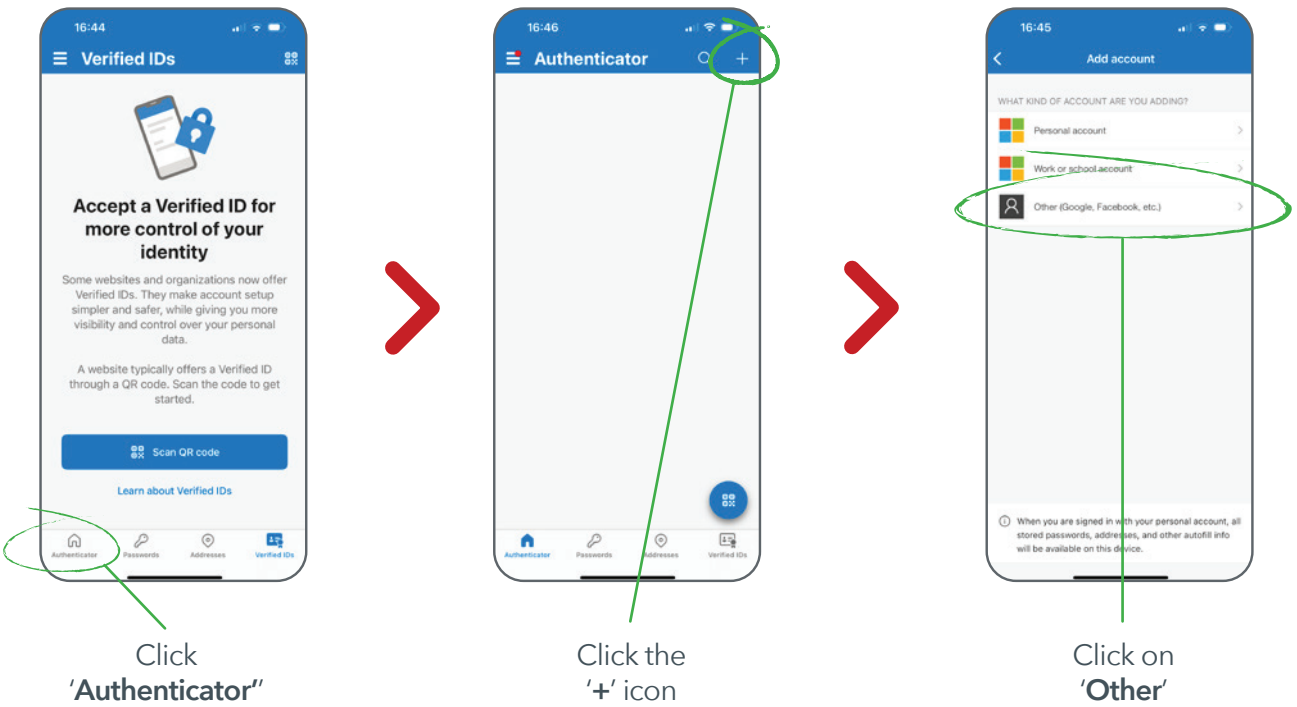 16:44
Verified IDs
Accept a Verified ID for
more control of your
identity
Some websites and organizations now offer
Verified IDs. They make account setup
simpler and safer, while giving you more
visibility and control over your personal
data.
A website typically offers a Verified ID
through a QR code. Scan the code to get
started.
Scan QR code
Learn about Verified IDs
Authenticator
Passwords
Addresses
Verified IDs
Click
‘Authenticator’'
16:46
Authenticator
Authenticator
Passwords
Addresses
Verified IDs
Click the
‘+’ icon
16:45
Add account
WHAT KIND OF ACCOUNT ARE YOU ADDING?
Personal account
Work or school account
Other (Google, Facebook, etc.)
When you are signed in with your personal account, all
stored passwords, addresses, and other autofill info
will be available on this device.
Click on
‘Other’